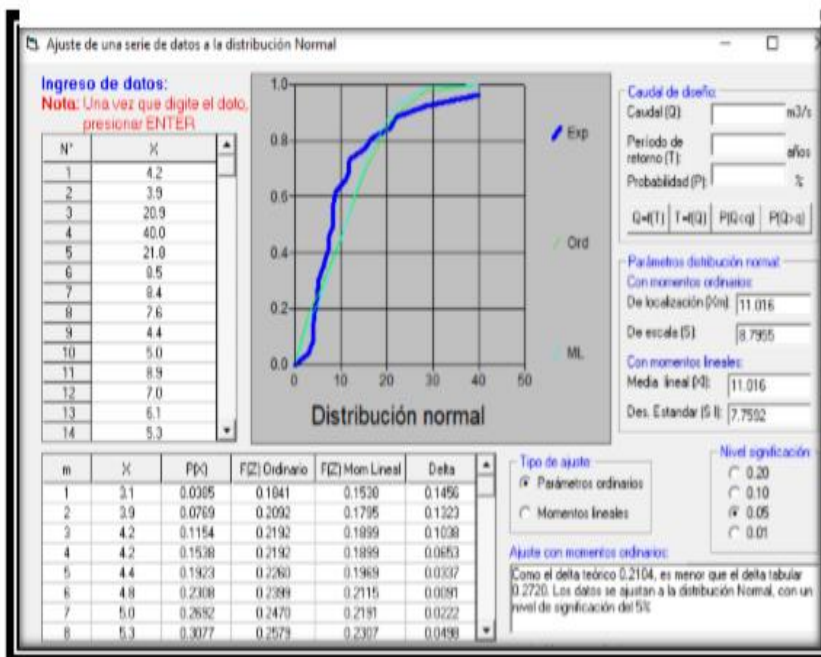 Ajuste de una serie de datos a la distribución Normal
Ingreso de datos:
Nota: Una vez que digite el dato,
presionar ENTER
N° X
1 4.2
2 3.9
3 20.9
4 40.0
5 21.0
6 8.5
7 8.4
8 7.6
9 4.4
10 5.0
11 8.9
12 7.0
13 6.1
14 5.3
1.0
0.8
0.6
0.4
0.2
0.0
0 10 20 30 40 50
Distribución normal
Exp
Ord
ML
Caudal de diseño:
Caudal (Q): m3/s
Período de
retorno (T): años
Probabilidad (P): %
Q=f(T) T=f(Q) P(Q<q) P(Q>q)
Parámetros distribución normal:
Con momentos ordinarios:
De localización (Xm): 11.016
De escala (S): 8.7955
Con momentos lineales:
Media lineal (Xl): 11.016
Des. Estandar (S l): 7.7592
m X P(X) F(Z) Ordinario F(Z) Mom Lineal Delta
1 3.1 0.0385 0.1841 0.1538 0.1456
2 3.9 0.0769 0.2092 0.1795 0.1323
3 4.2 0.1154 0.2192 0.1899 0.1038
4 4.2 0.1538 0.2192 0.1899 0.0653
5 4.4 0.1923 0.2260 0.1969 0.0337
6 4.8 0.2308 0.2399 0.2115 0.0091
7 5.0 0.2692 0.2470 0.2191 0.0222
8 5.3 0.3077 0.2579 0.2307 0.0498
Tipo de ajuste:
Parámetros ordinarios
Momentos lineales
Nivel significación:
0.20
0.10
0.05
0.01
Ajuste con momentos ordinarios:
Como el delta teórico 0.2104, es menor que el delta tabular
0.2720. Los datos se ajustan a la distribución Normal, con un
nivel de significación del 5%